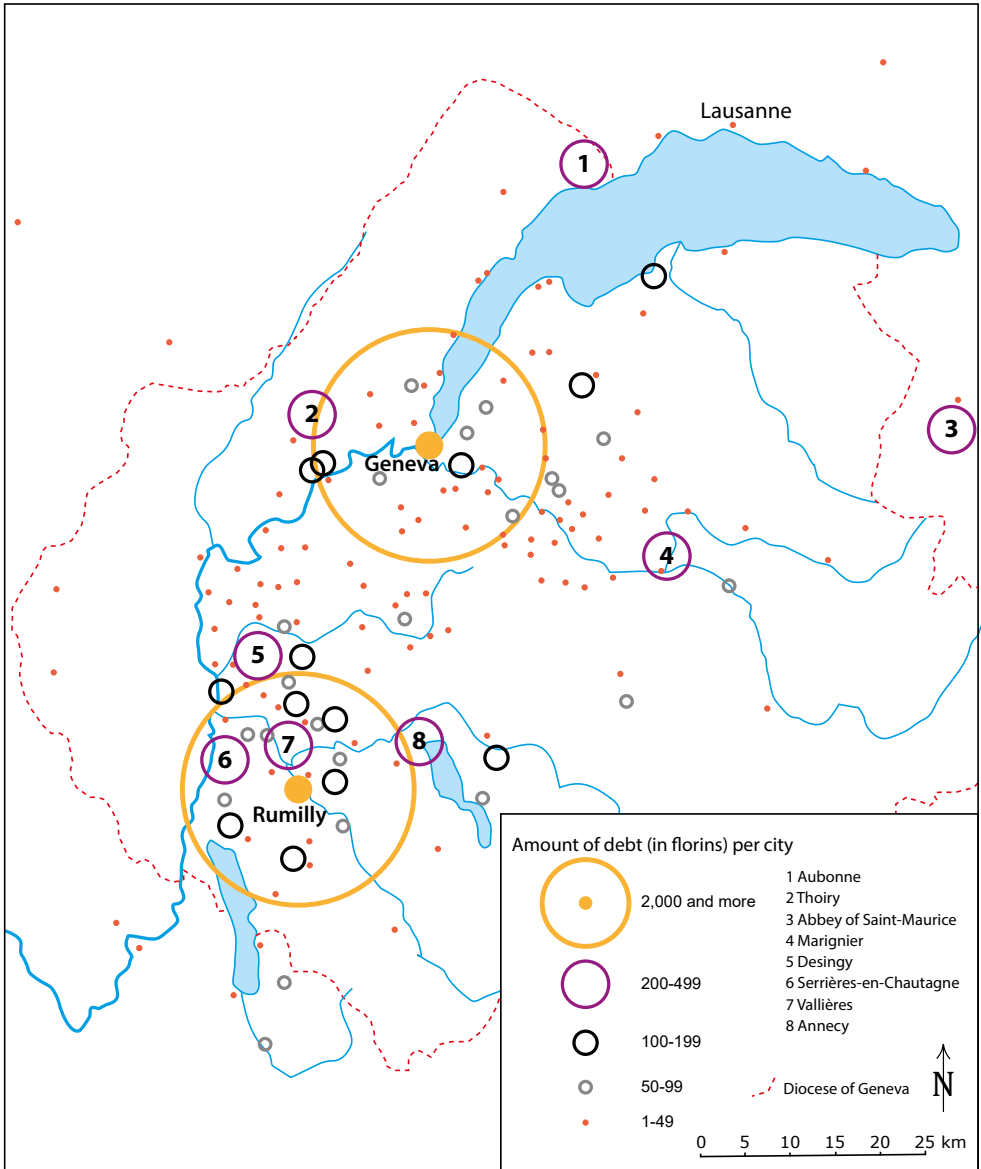 Lausanne
1
2
3
Geneva
4
5
6
7
8
Rumilly
Amount of debt (in florins) per city
2,000 and more
200-499
100-199
50-99
1-49
1 Aubonne
2 Thoiry
3 Abbey of Saint-Maurice
4 Marignier
5 Desingy
6 Serrières-en-Chautagne
7 Vallières
8 Annecy
Diocese of Geneva
N
0 5 10 15 20 25 km